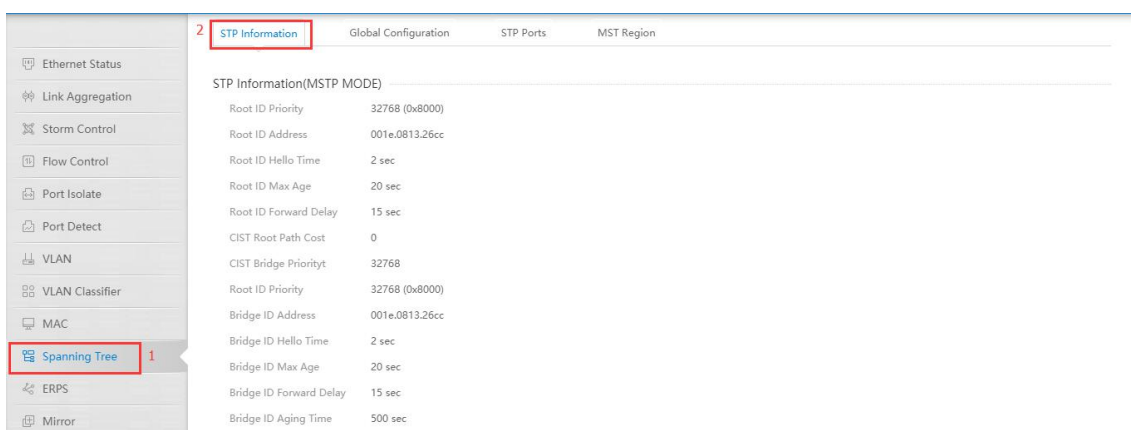 2 STP Information Global Configuration STP Ports MST Region
Ethernet Status
Link Aggregation
Storm Control
Flow Control
Port Isolate
Port Detect
VLAN
VLAN Classifier
MAC
Spanning Tree 1
ERPS
Mirror
STP Information(MSTP MODE)
Root ID Priority 32768 (0x8000)
Root ID Address 001e.0813.26cc
Root ID Hello Time 2 sec
Root ID Max Age 20 sec
Root ID Forward Delay 15 sec
CIST Root Path Cost 0
CIST Bridge Priorityt 32768
Root ID Priority 32768 (0x8000)
Bridge ID Address 001e.0813.26cc
Bridge ID Hello Time 2 sec
Bridge ID Max Age 20 sec
Bridge ID Forward Delay 15 sec
Bridge ID Aging Time 500 sec